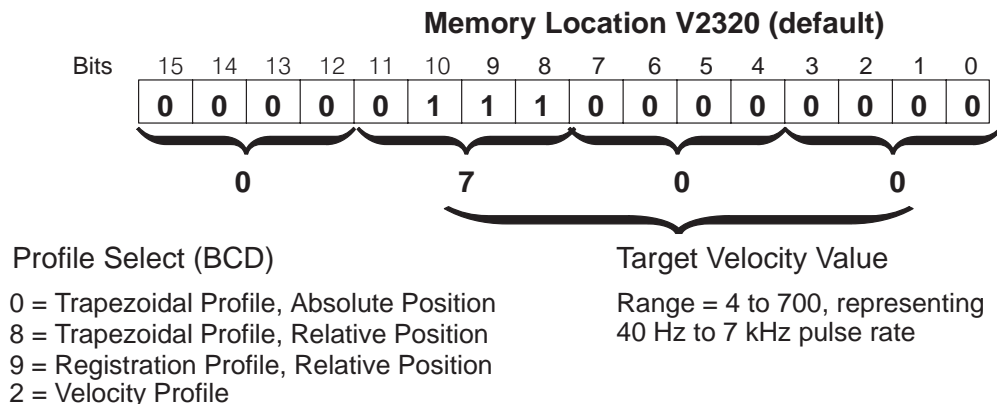 Memory Location V2320 (default)
Bits 15 14 13 12 11 10 9 8 7 6 5 4 3 2 1 0
0 0 0 0 0 1 1 1 0 0 0 0 0 0 0 0
0 7 0 0
Profile Select (BCD)
0 = Trapezoidal Profile, Absolute Position
8 = Trapezoidal Profile, Relative Position
9 = Registration Profile, Relative Position
2 = Velocity Profile
Target Velocity Value
Range = 4 to 700, representing
40 Hz to 7 kHz pulse rate